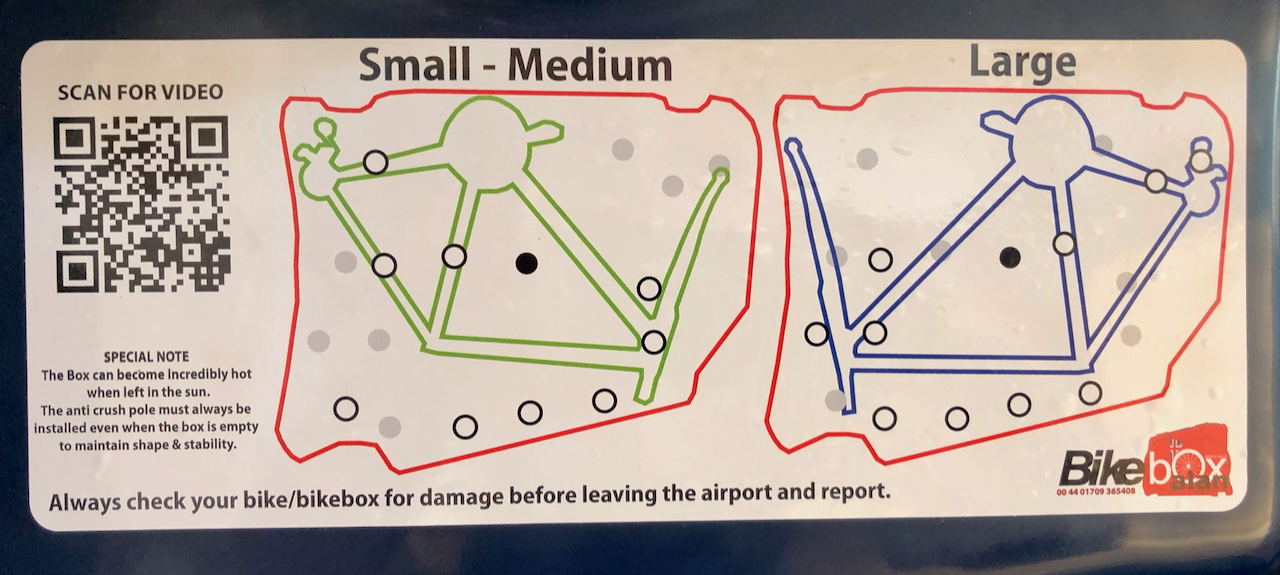 Small - Medium
Large
SCAN FOR VIDEO
SPECIAL NOTE
The Box can become incredibly hot
when left in the sun.
The anti crush pole must always be
installed even when the box is empty
to maintain shape & stability.
Always check your bike/bikebox for damage before leaving the airport and report.
Bike box
alan
00 44 01709 365408